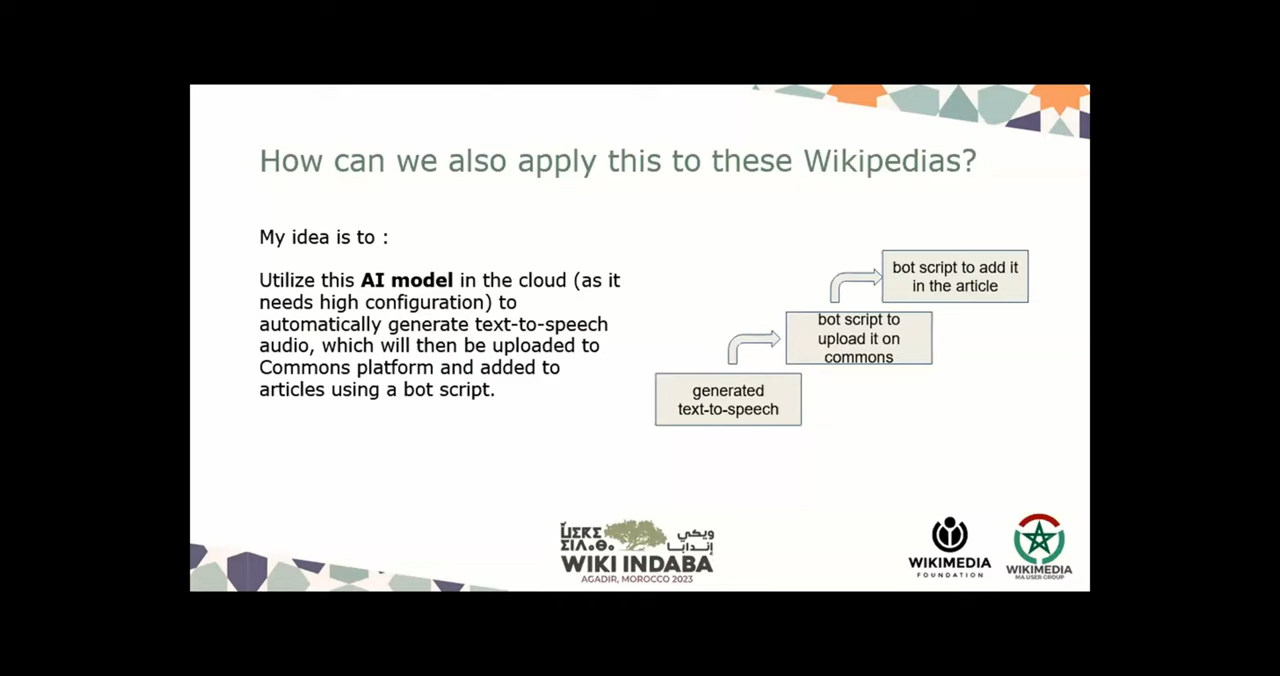 How can we also apply this to these Wikipedias?
My idea is to :
Utilize this AI model in the cloud (as it
needs high configuration) to
automatically generate text-to-speech
audio, which will then be uploaded to
Commons platform and added to
articles using a bot script.
bot script to add it
in the article
bot script to
upload it on
commons
generated
text-to-speech
ⵡⵉⴽⵉ ويكي
ⵉⵏⴷⴰⴱⴰ إندابا
WIKI INDABA
AGADIR, MOROCCO 2023
WIKIMEDIA
FOUNDATION
WIKIMEDIA
MA USER GROUP